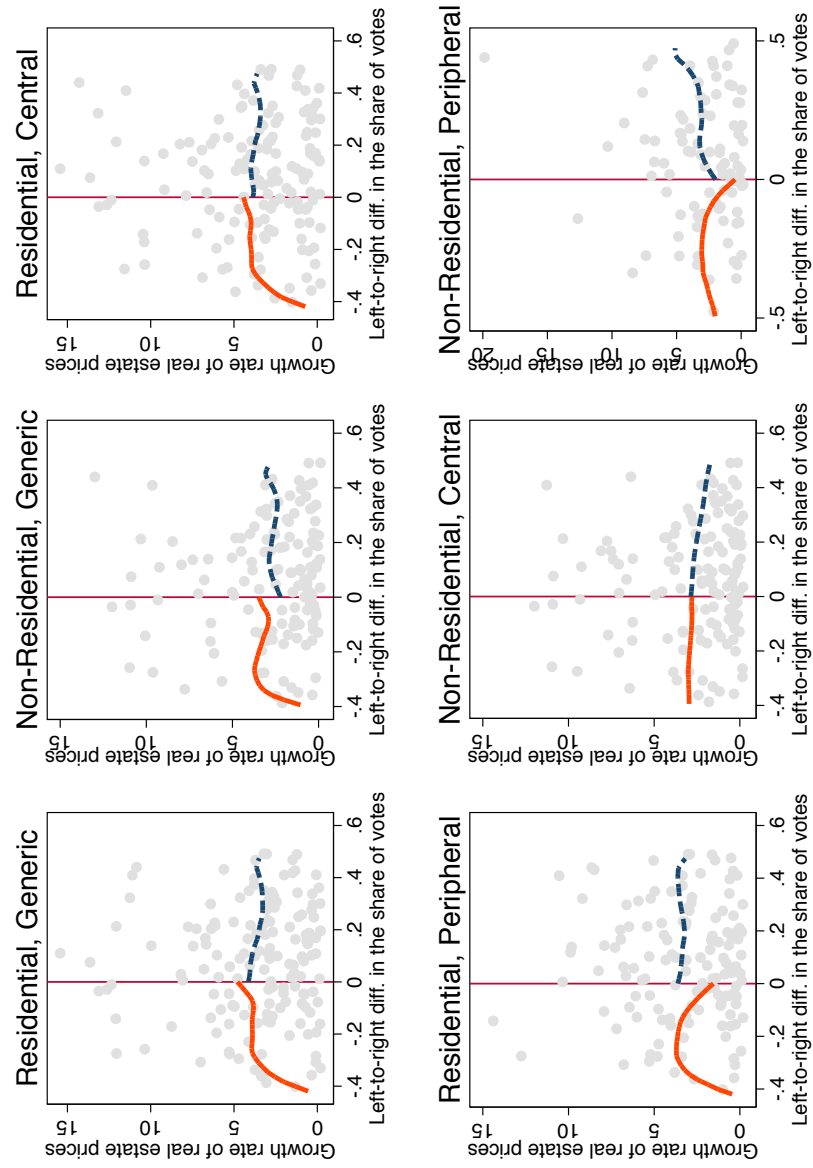 Residential, Generic
Growth rate of real estate prices
0 5 10 15
-.4 -.2 0 .2 .4 .6
Left-to-right diff. in the share of votes
Non-Residential, Generic
Growth rate of real estate prices
0 5 10 15
-.4 -.2 0 .2 .4 .6
Left-to-right diff. in the share of votes
Residential, Central
Growth rate of real estate prices
0 5 10 15
-.4 -.2 0 .2 .4 .6
Left-to-right diff. in the share of votes
Residential, Peripheral
Growth rate of real estate prices
0 5 10 15
-.4 -.2 0 .2 .4 .6
Left-to-right diff. in the share of votes
Non-Residential, Central
Growth rate of real estate prices
0 5 10 15
-.4 -.2 0 .2 .4 .6
Left-to-right diff. in the share of votes
Non-Residential, Peripheral
Growth rate of real estate prices
0 5 10 15 20
-.5 0 .5
Left-to-right diff. in the share of votes